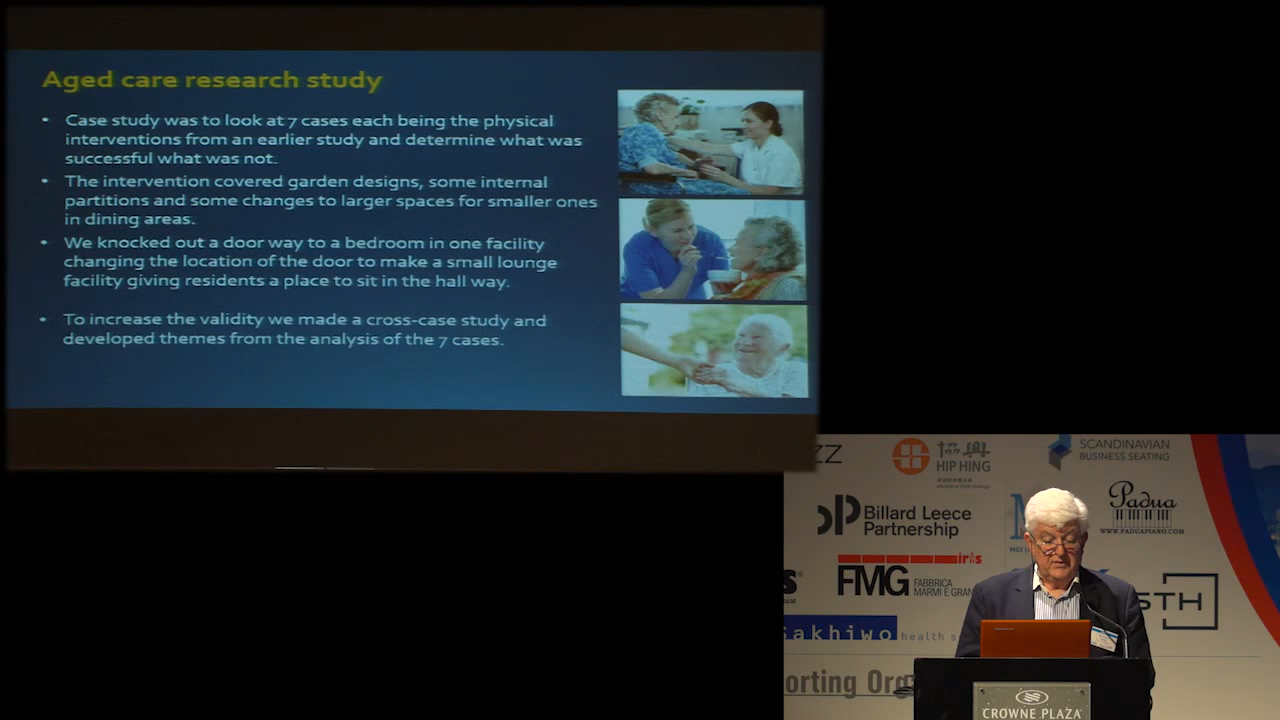 Aged care research study
• Case study was to look at 7 cases each being the physical
interventions from an earlier study and determine what was
successful what was not.
• The intervention covered garden designs, some internal
partitions and some changes to larger spaces for smaller ones
in dining areas.
• We knocked out a door way to a bedroom in one facility
changing the location of the door to make a small lounge
facility giving residents a place to sit in the hall way.
• To increase the validity we made a cross-case study and
developed themes from the analysis of the 7 cases.
ZZ
協興
HIP HING
SCANDINAVIAN
BUSINESS SEATING
Billard Leece
Partnership
Padua
WWW.PADUAPIANO.COM
iris
FMG FABBRICA
MARMI E GRAN
STH
Sakhiwo health s
orting Org
CROWNE PLAZA